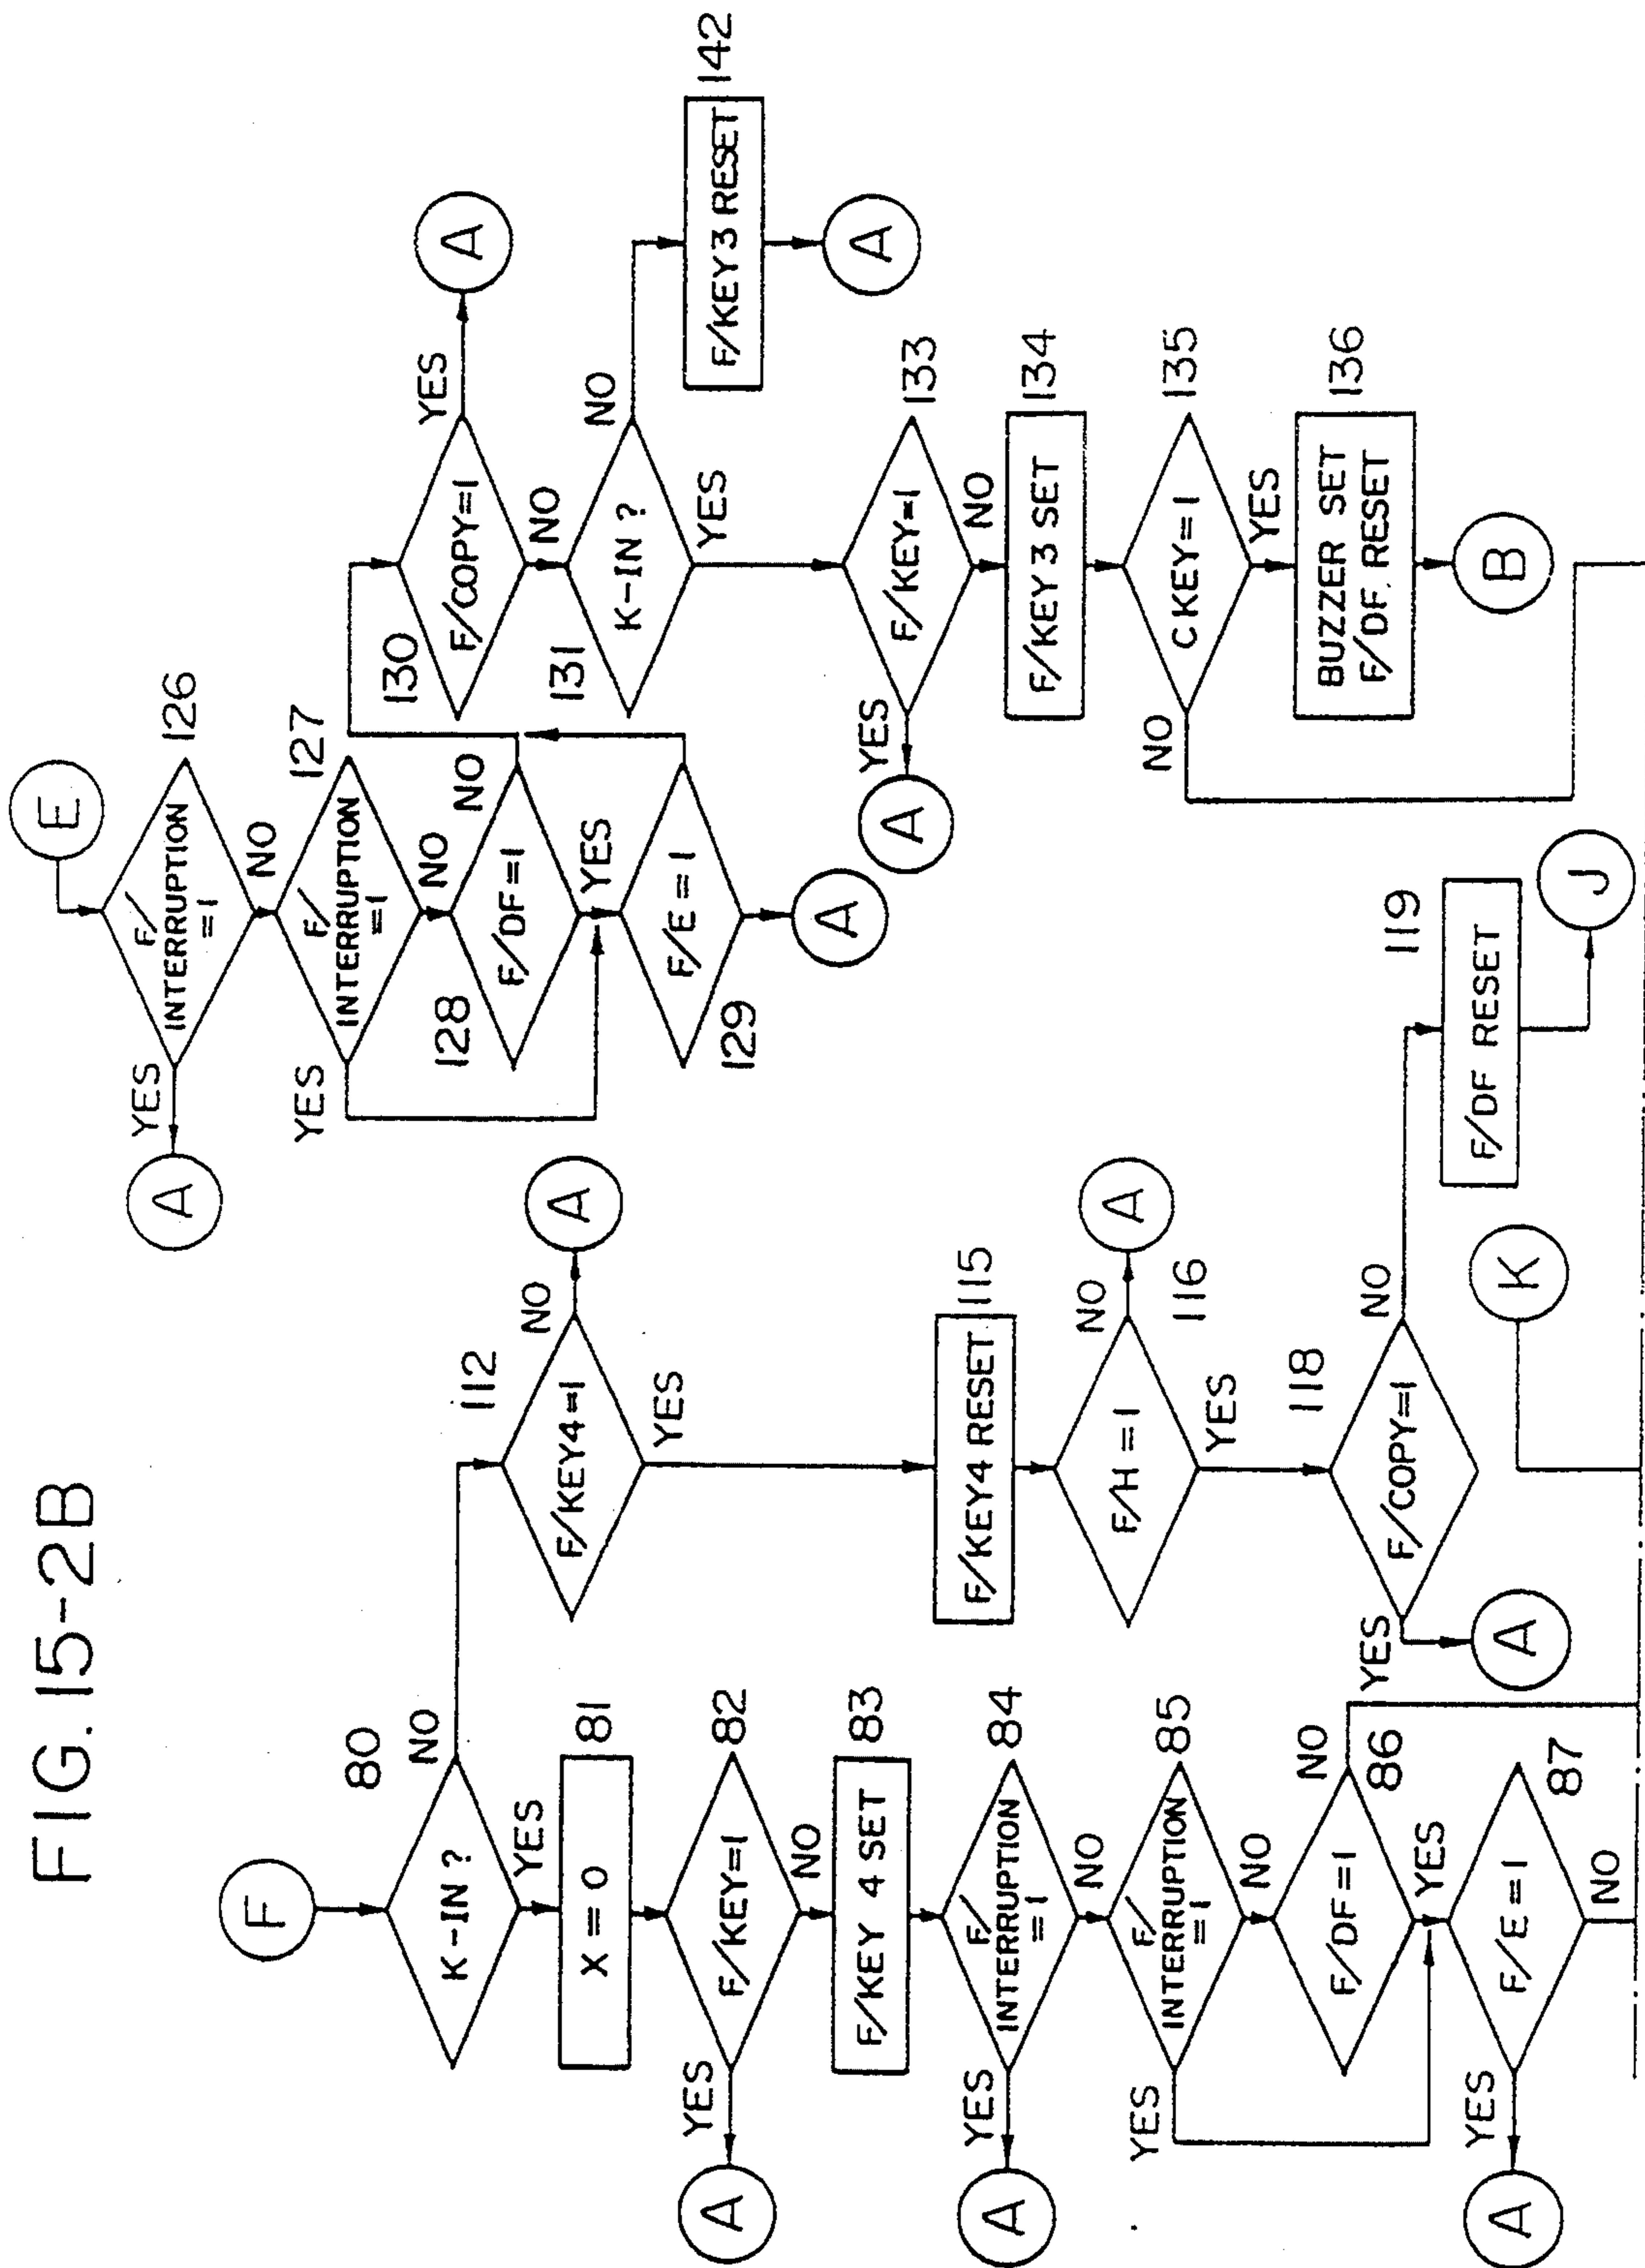 FIG. 15-2B
F
K-IN ?
80
NO
YES
X = 0
81
F/KEY=1
82
YES
A
NO
F/KEY 4 SET
83
F/
INTERRUPTION
=1
84
YES
A
NO
F/
INTERRUPTION
=1
85
YES
NO
F/DF=1
86
NO
YES
F/E=1
87
YES
A
NO
112
F/KEY4=1
NO
A
YES
F/KEY4 RESET
115
F/H=1
116
NO
A
YES
118
F/COPY=1
YES
A
NO
119
F/DF RESET
J
K
E
F/
INTERRUPTION
=1
126
YES
A
NO
F/
INTERRUPTION
=1
127
YES
NO
128
F/DF=1
NO
YES
129
F/E=1
A
130
F/COPY=1
YES
A
NO
131
K-IN ?
NO
F/KEY 3 RESET
142
A
YES
F/KEY=1
133
YES
A
NO
F/KEY 3 SET
134
C KEY=1
135
NO
YES
BUZZER SET
F/DF. RESET
136
B